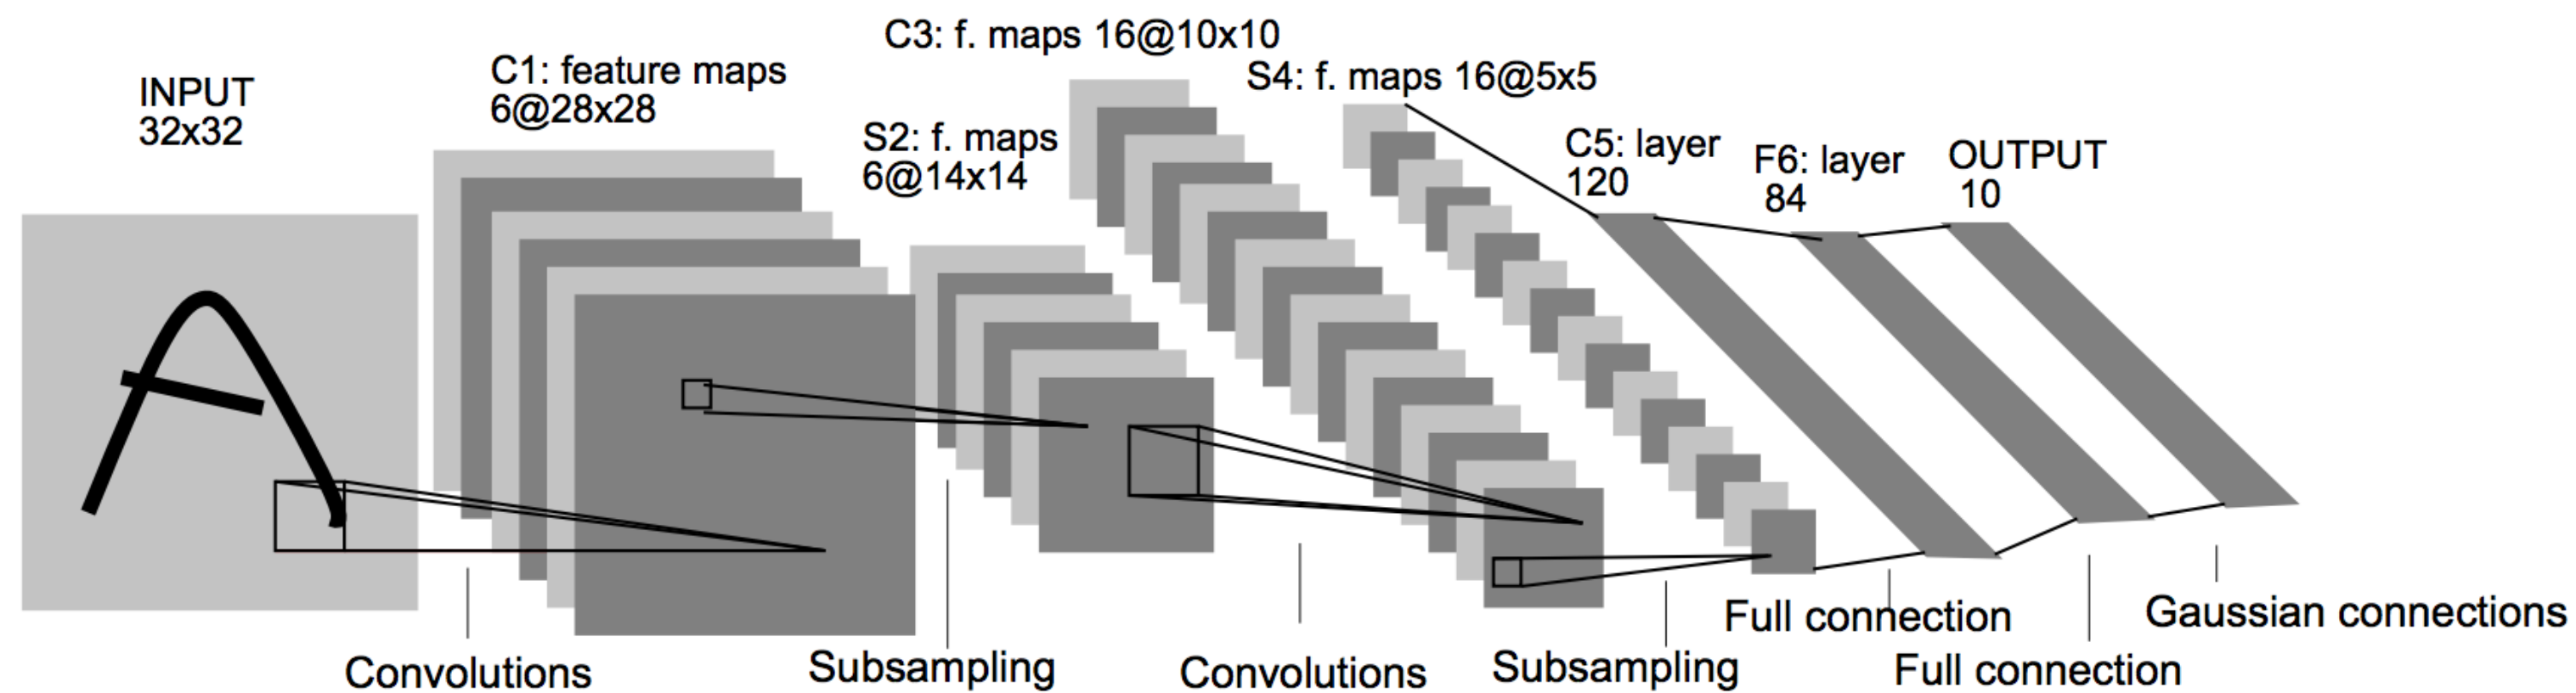 INPUT
32x32
C1: feature maps
6@28x28
S2: f. maps
6@14x14
C3: f. maps 16@10x10
S4: f. maps 16@5x5
C5: layer
120
F6: layer
84
OUTPUT
10
Convolutions
Subsampling
Convolutions
Subsampling
Full connection
Full connection
Gaussian connections